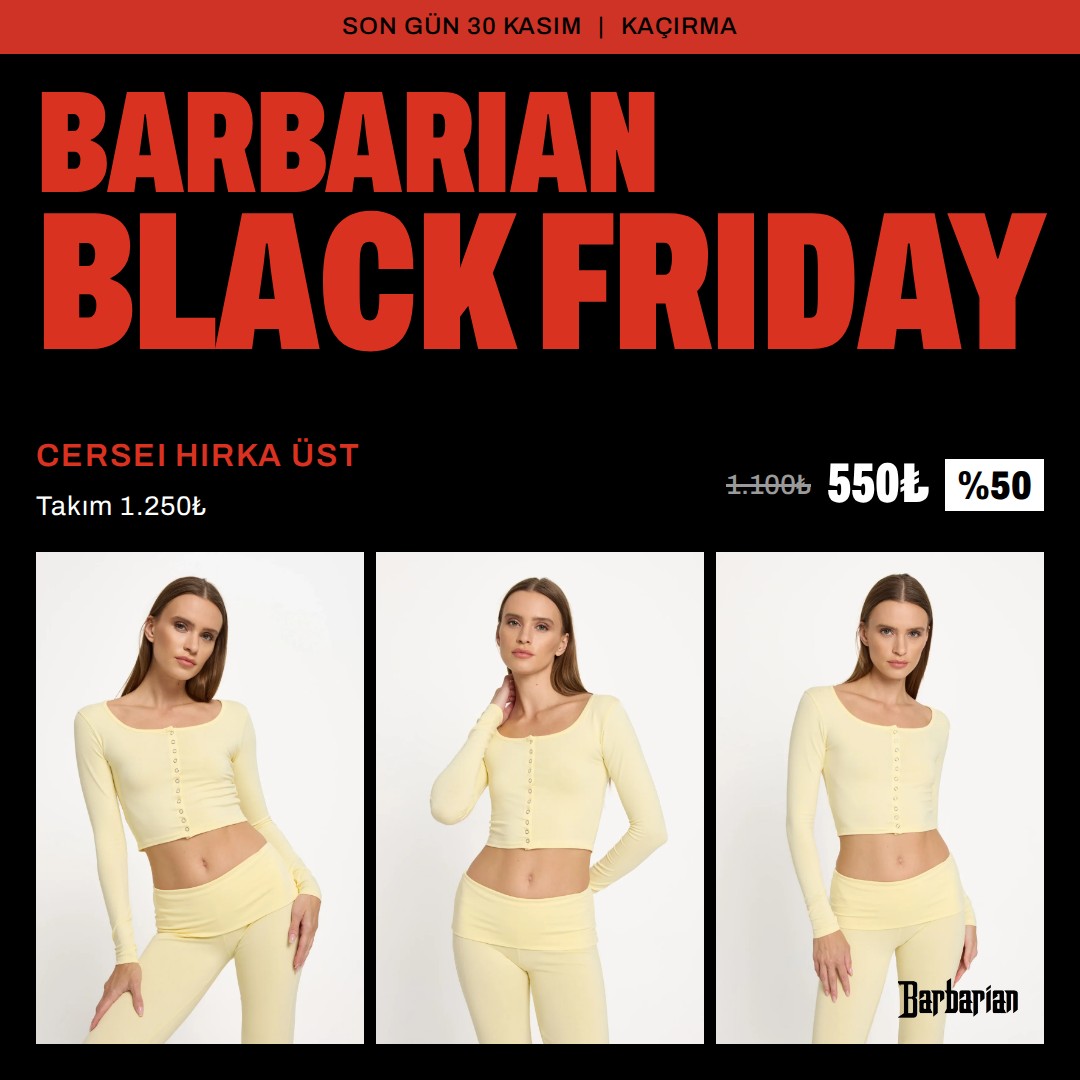 SON GÜN 30 KASIM | KAÇIRMA
BARBARIAN
BLACK FRIDAY
CERSEI HIRKA ÜST
Takım 1.250₺
1.100₺ 550₺ %50
Barbarian